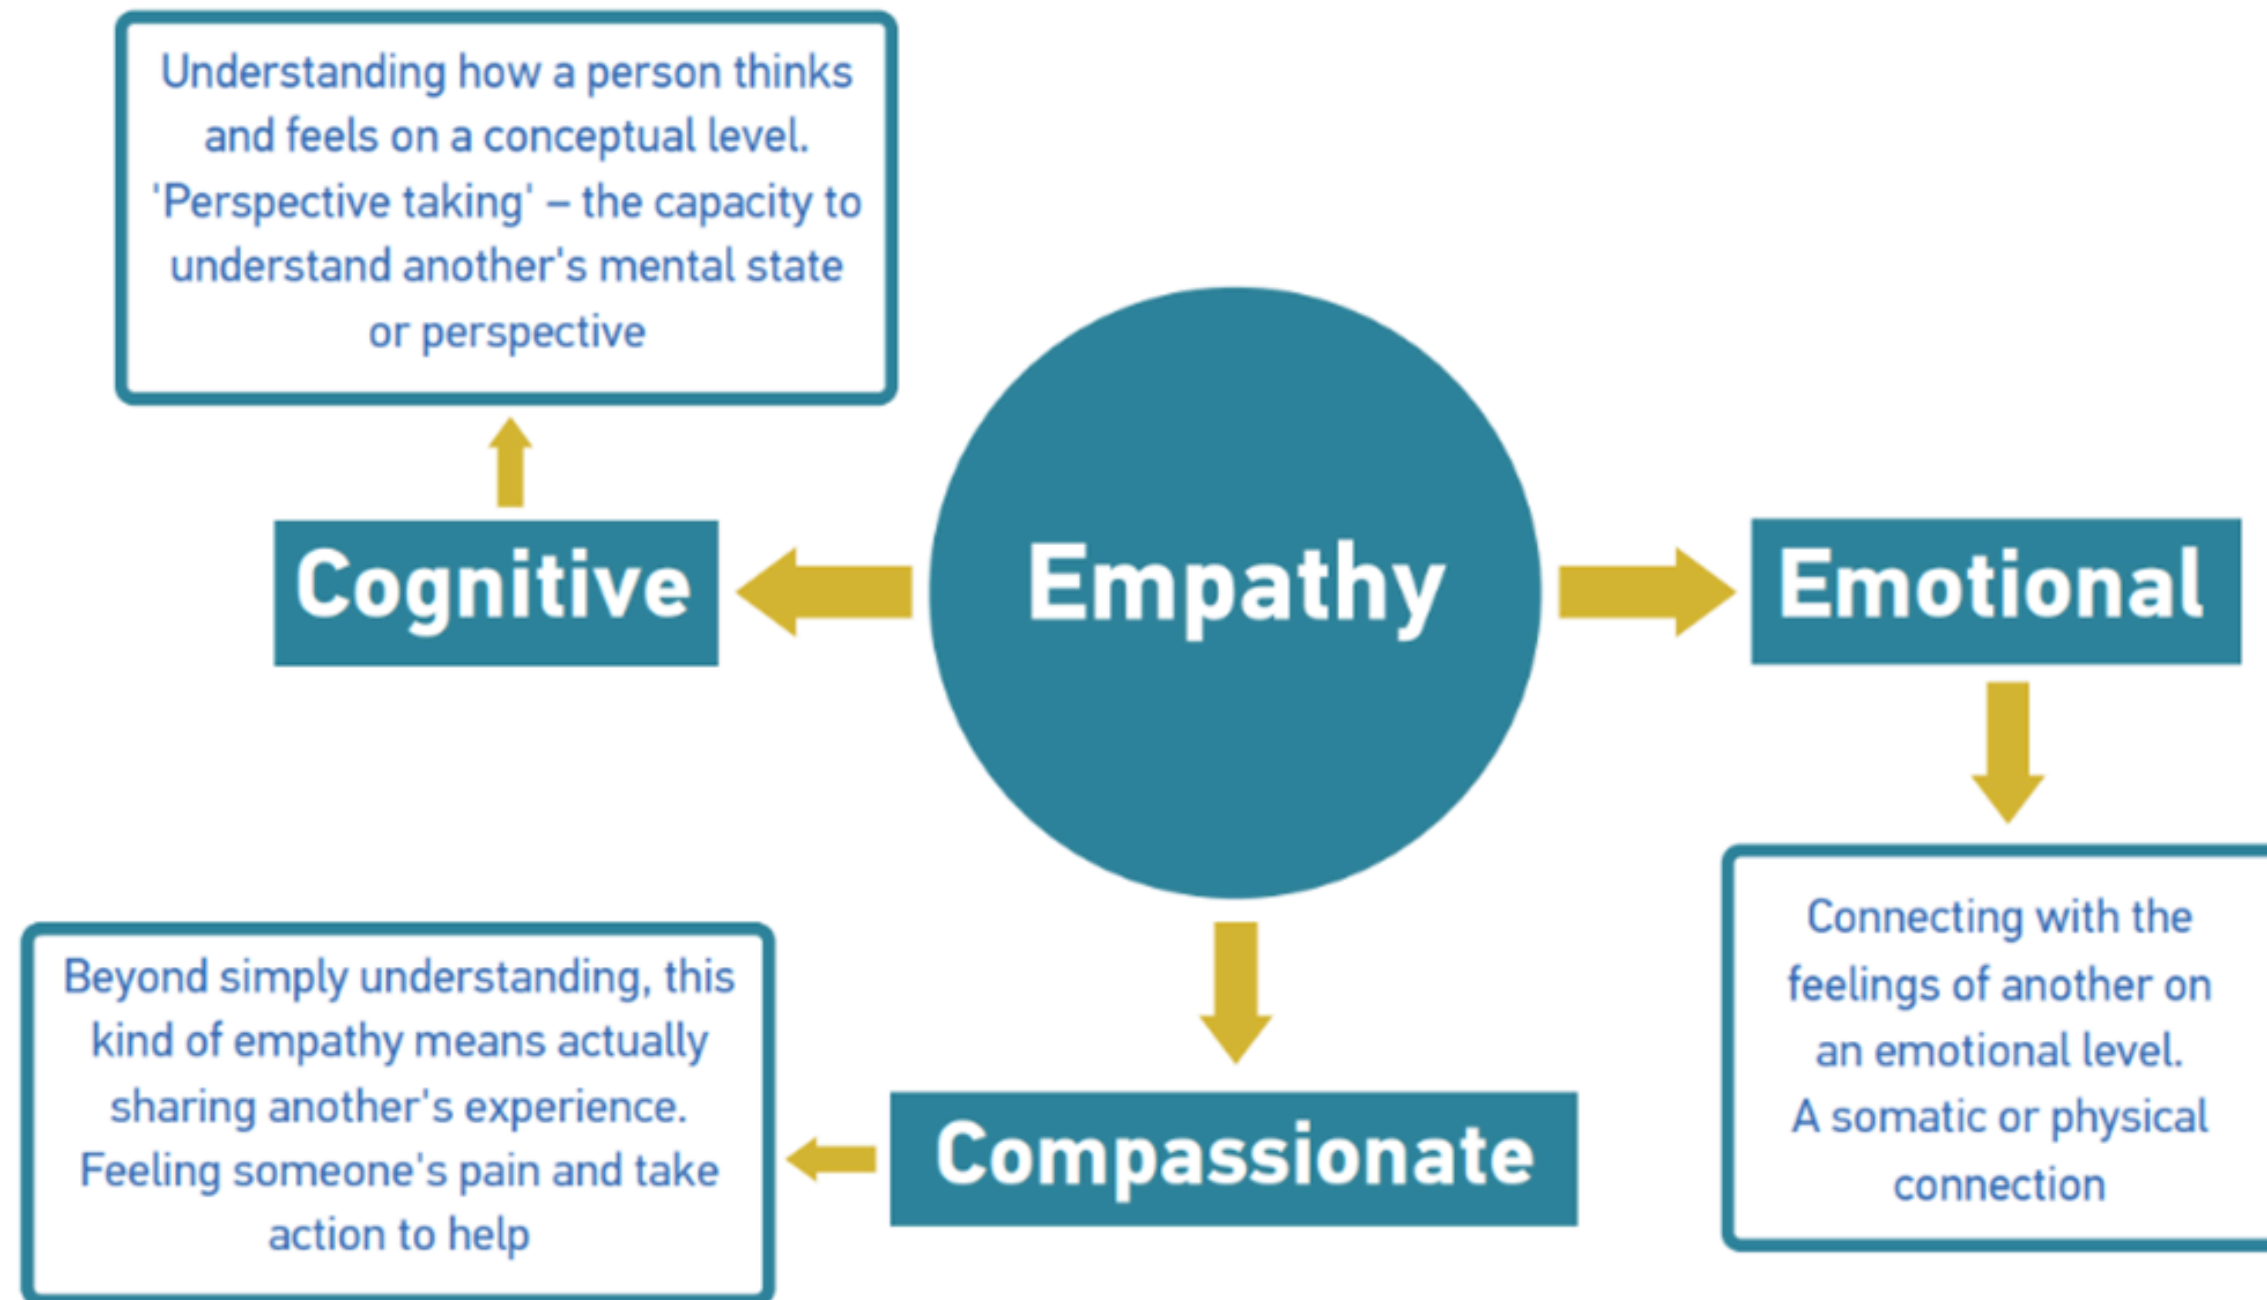 Understanding how a person thinks
and feels on a conceptual level.
'Perspective taking' – the capacity to
understand another's mental state
or perspective
Cognitive
Empathy
Emotional
Connecting with the
feelings of another on
an emotional level.
A somatic or physical
connection
Compassionate
Beyond simply understanding, this
kind of empathy means actually
sharing another's experience.
Feeling someone's pain and take
action to help